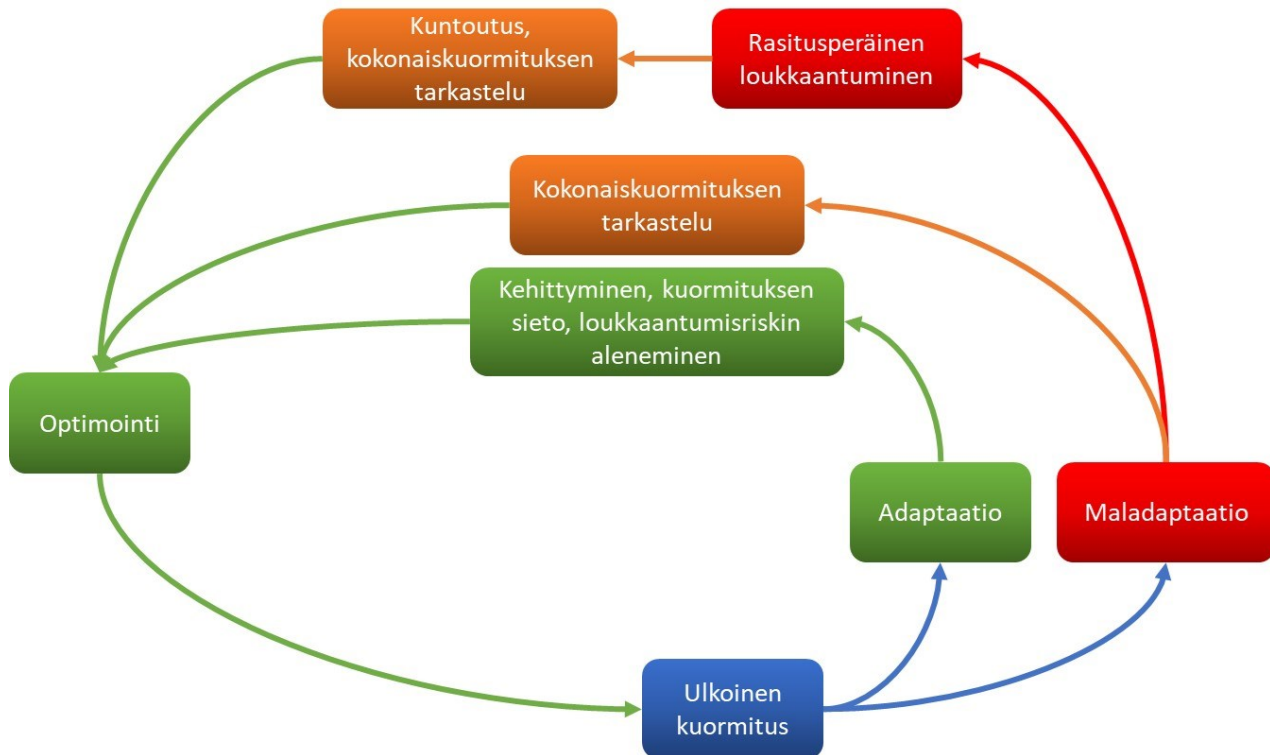 Kuntoutus,
kokonaiskuormituksen
tarkastelu
Rasitusperäinen
loukkaantuminen
Kokonaiskuormituksen
tarkastelu
Kehittyminen, kuormituksen
sieto, loukkaantumisriskin
aleneminen
Optimointi
Adaptaatio
Maladaptaatio
Ulkoinen
kuormitus